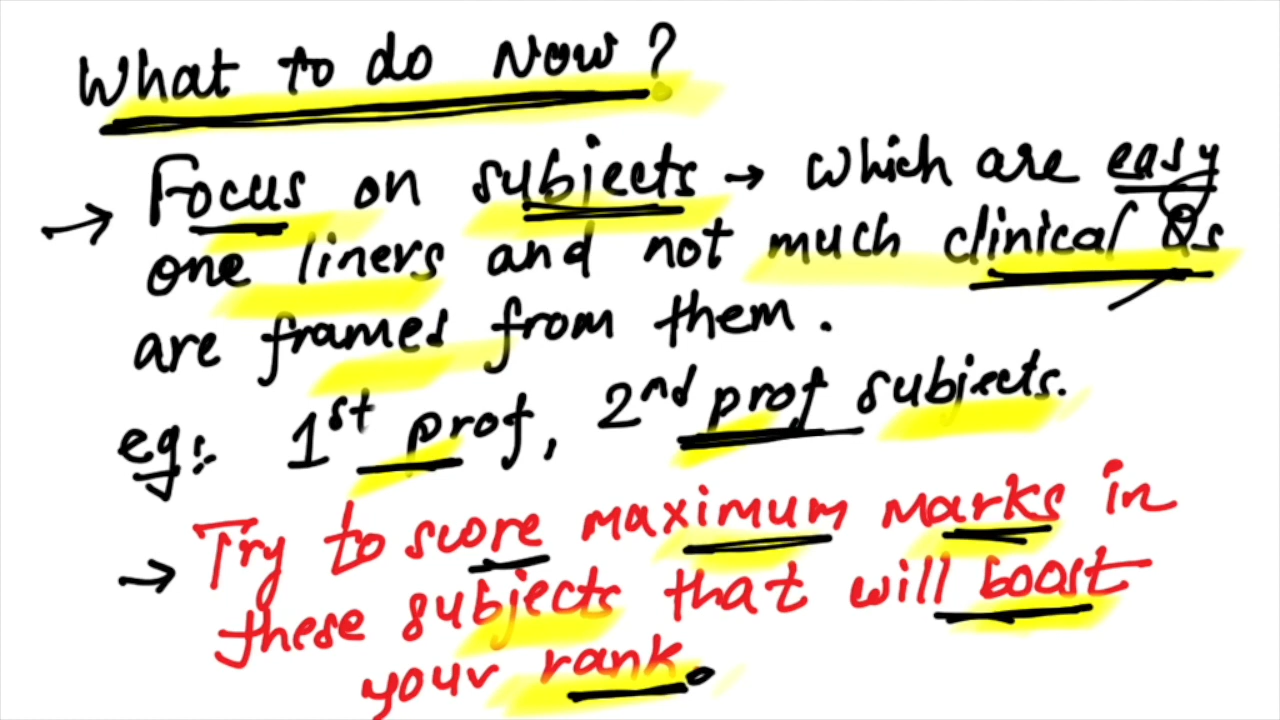 What to do Now?
→ Focus on subjects → which are easy
one liners and not much clinical Qs
are framed from them.
eg:. 1st prof, 2nd prof subjects.
→ Try to score maximum marks in
these subjects that will boost
your rank.